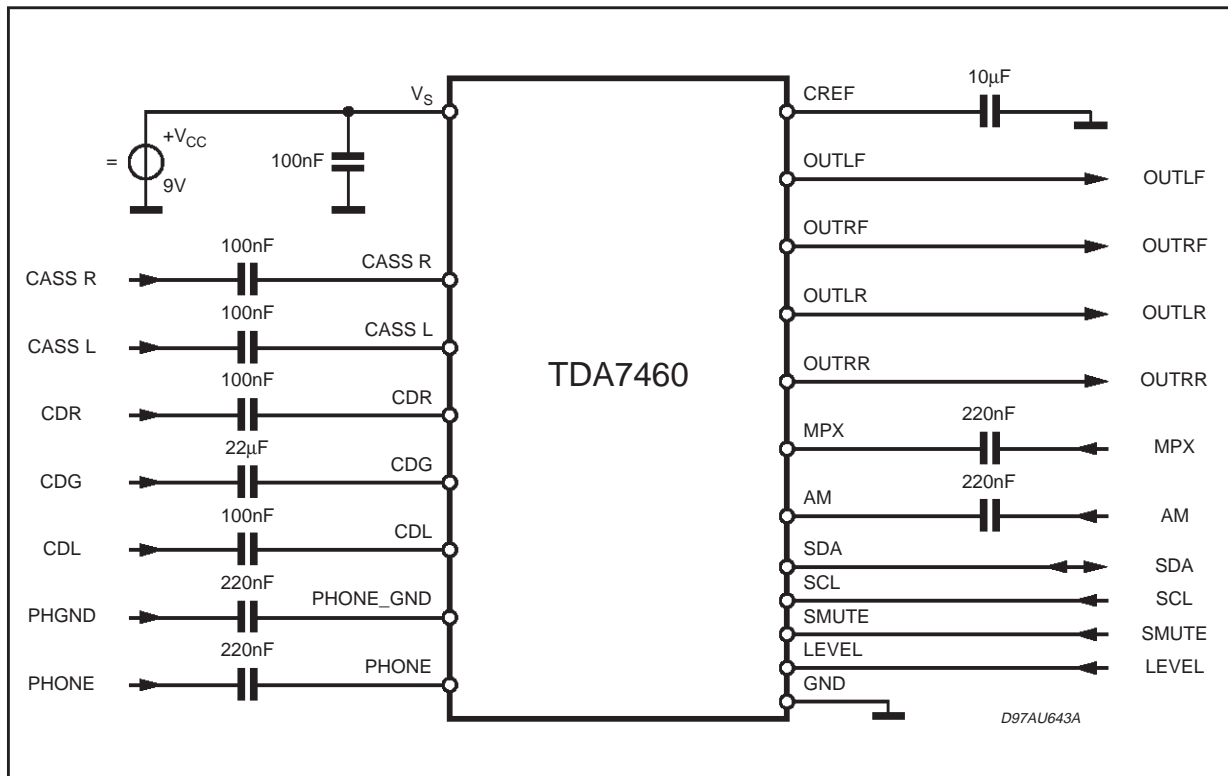 V_S
+V_CC
=
9V
100nF
CASS R
100nF
CASS R
CASS L
100nF
CASS L
CDR
100nF
CDR
CDG
22µF
CDG
CDL
100nF
CDL
PHGND
220nF
PHONE_GND
PHONE
220nF
PHONE
TDA7460
CREF
10µF
OUTLF
OUTLF
OUTRF
OUTRF
OUTLR
OUTLR
OUTRR
OUTRR
MPX
220nF
MPX
AM
220nF
AM
SDA
SDA
SCL
SCL
SMUTE
SMUTE
LEVEL
LEVEL
GND
D97AU643A